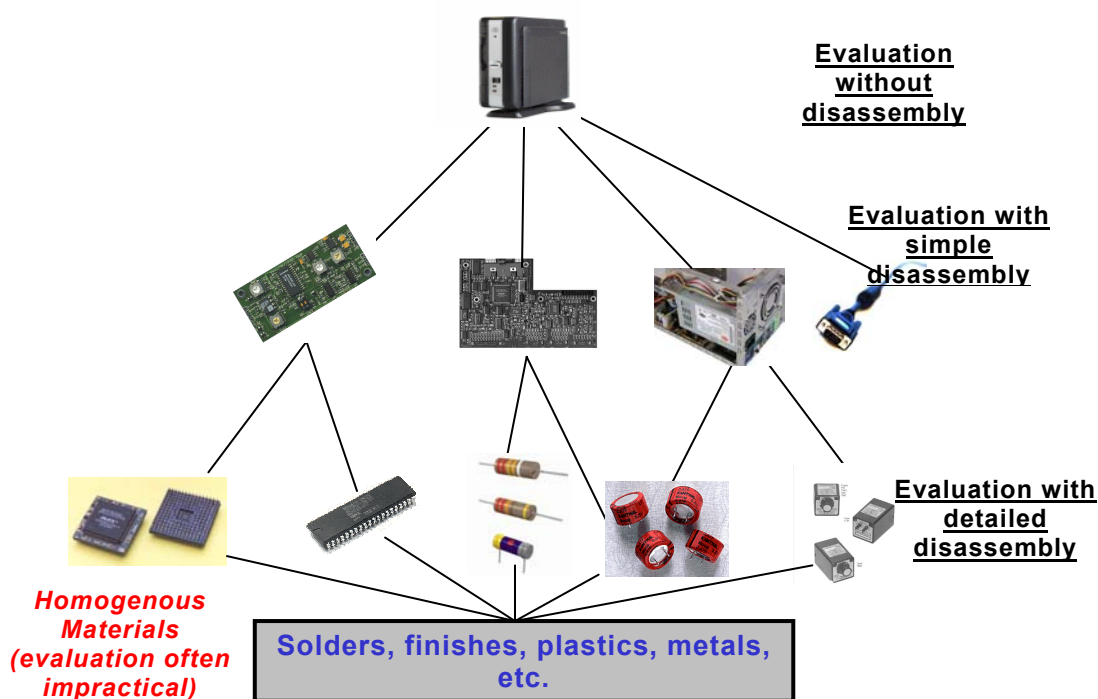 Evaluation
without
disassembly
Evaluation with
simple
disassembly
Evaluation with
detailed
disassembly
Homogenous
Materials
(evaluation often
impractical)
Solders, finishes, plastics, metals,
etc.